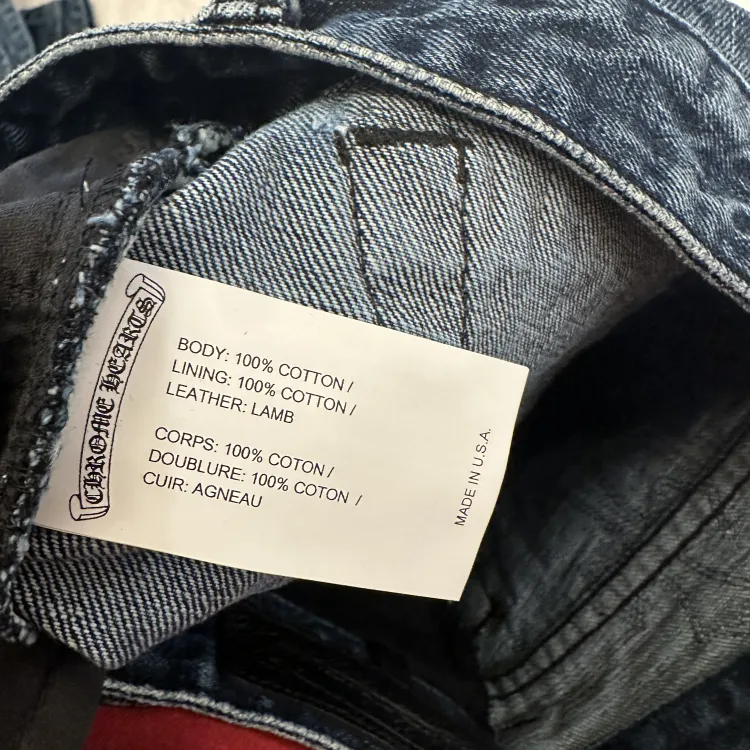 CHROME HEARTS
BODY: 100% COTTON /
LINING: 100% COTTON /
LEATHER: LAMB
CORPS: 100% COTON /
DOUBLURE: 100% COTON /
CUIR: AGNEAU
MADE IN U.S.A.